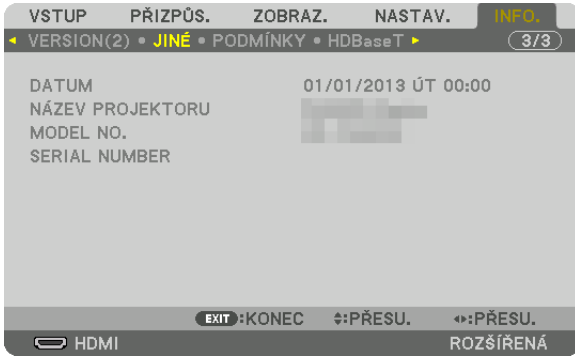 VSTUP PŘIZPŮS. ZOBRAZ. NASTAV. INFO.
VERSION(2) • JINÉ • PODMÍNKY • HDBaseT 3/3
DATUM 01/01/2013 ÚT 00:00
NÁZEV PROJEKTORU
MODEL NO.
SERIAL NUMBER
EXIT :KONEC :PŘESU. :PŘESU.
HDMI ROZŠÍŘENÁ